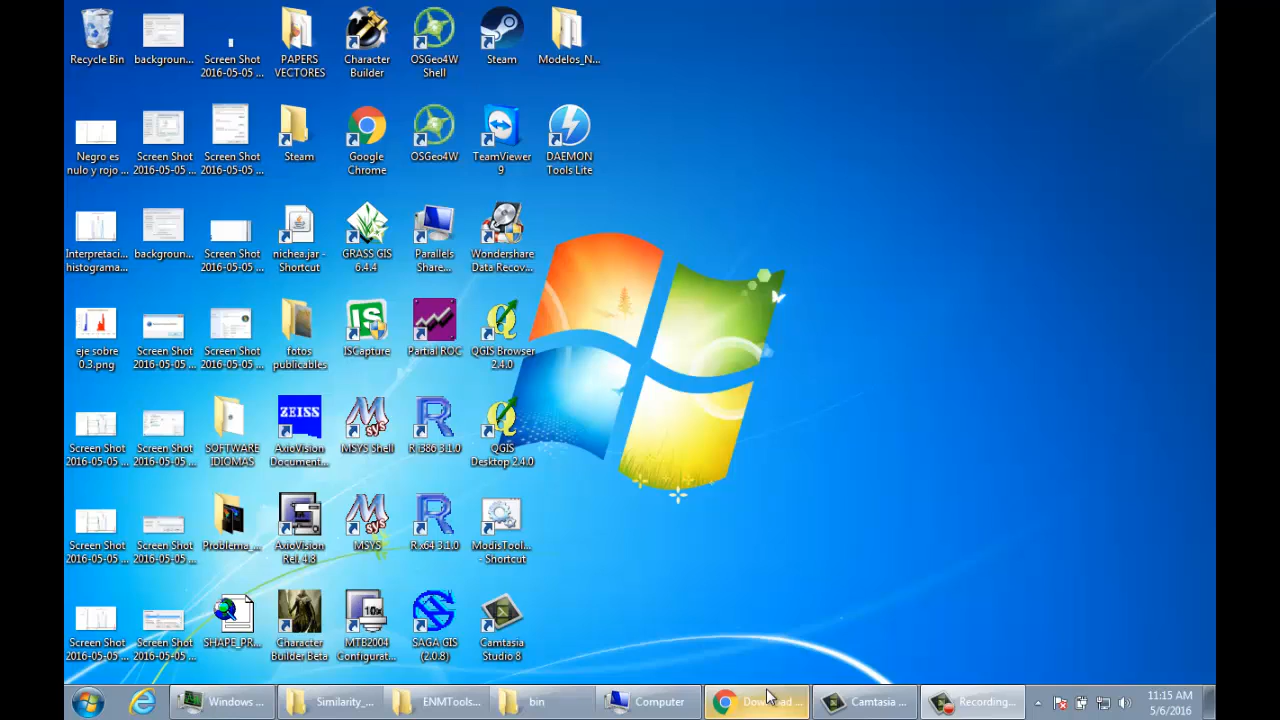 Recycle Bin
backgroun...
Screen Shot
2016-05-05 ...
PAPERS
VECTORES
Character
Builder
OSGeo4W
Shell
Steam
Modelos_N...
Negro es
nulo y rojo ...
Screen Shot
2016-05-05 ...
Screen Shot
2016-05-05 ...
Steam
Google
Chrome
OSGeo4W
TeamViewer
9
DAEMON
Tools Lite
Interpretaci...
histograma...
backgroun...
Screen Shot
2016-05-05 ...
nichea.jar -
Shortcut
GRASS GIS
6.4.4
Parallels
Share...
Wondershare
Data Recov...
eje sobre
0.3.png
Screen Shot
2016-05-05 ...
Screen Shot
2016-05-05 ...
fotos
publicables
IS
ISCapture
Partial ROC
QGIS Browser
2.4.0
Screen Shot
2016-05-05 ...
Screen Shot
2016-05-05 ...
SOFTWARE
IDIOMAS
ZEISS
AxioVision
Document...
MSYS Shell
R i386 3.1.0
QGIS
Desktop 2.4.0
Screen Shot
2016-05-05 ...
Screen Shot
2016-05-05 ...
Problema_...
AxioVision
Rel. 4.8
MSYS
R x64 3.1.0
ModisTool...
- Shortcut
Screen Shot
2016-05-05 ...
Screen Shot
2016-05-05 ...
SHAPE_PR...
Character
Builder Beta
10x
MTB2004
Configurat...
SAGA GIS
(2.0.8)
Camtasia
Studio 8
Windows ...
Similarity_...
ENMTools...
bin
Computer
Download ...
Camtasia ...
Recording...
11:15 AM
5/6/2016